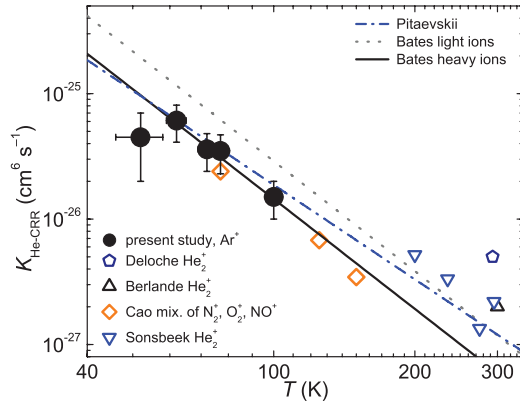 Pitaevskii
Bates light ions
Bates heavy ions
10⁻²⁵
10⁻²⁶
10⁻²⁷
K_He-CRR (cm⁶ s⁻¹)
present study, Ar⁺
Deloche He₂⁺
Berlande He₂⁺
Cao mix. of N₂⁺, O₂⁺, NO⁺
Sonsbeek He₂⁺
40 100 200 300
T (K)